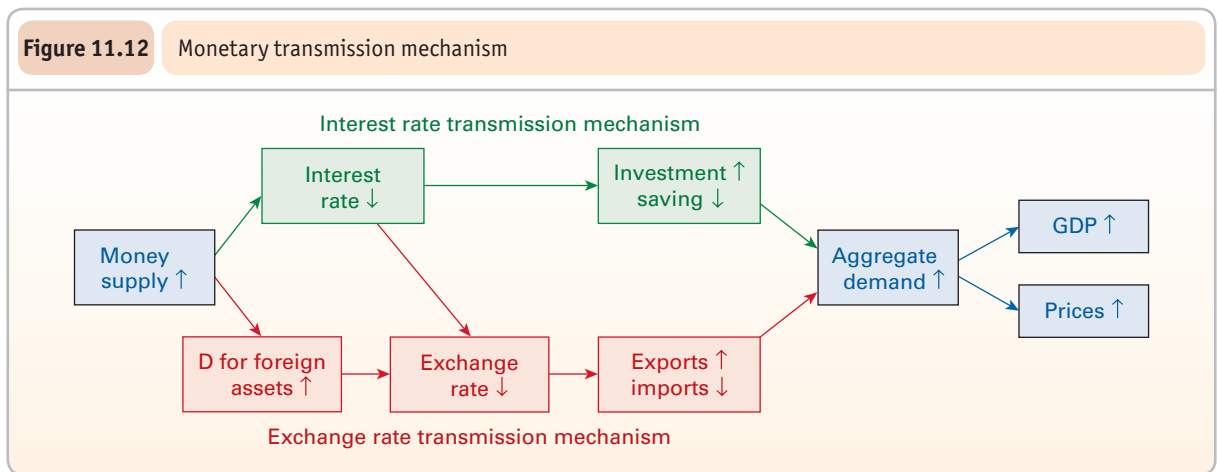 Figure 11.12
Monetary transmission mechanism
Interest rate transmission mechanism
Interest
rate ↓
Investment ↑
saving ↓
Money
supply ↑
Aggregate
demand ↑
GDP ↑
Prices ↑
D for foreign
assets ↑
Exchange
rate ↓
Exports ↑
imports ↓
Exchange rate transmission mechanism